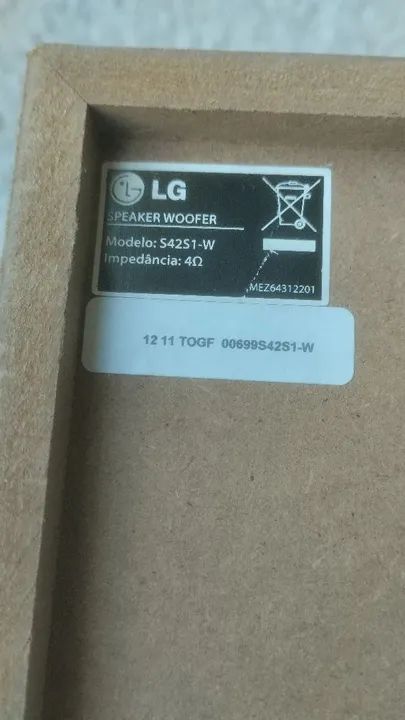 LG
SPEAKER WOOFER
Modelo: S42S1-W
Impedância: 4Ω
MEZ64312201
12 11 TOGF 00699S42S1-W